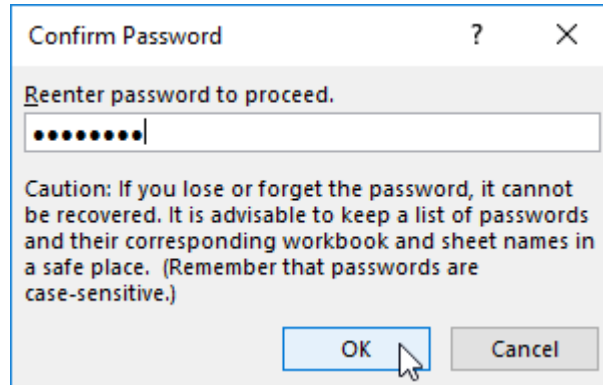 Confirm Password ? ×
Reenter password to proceed.
••••••••
Caution: If you lose or forget the password, it cannot
be recovered. It is advisable to keep a list of passwords
and their corresponding workbook and sheet names in
a safe place.  (Remember that passwords are
case-sensitive.)
OK Cancel